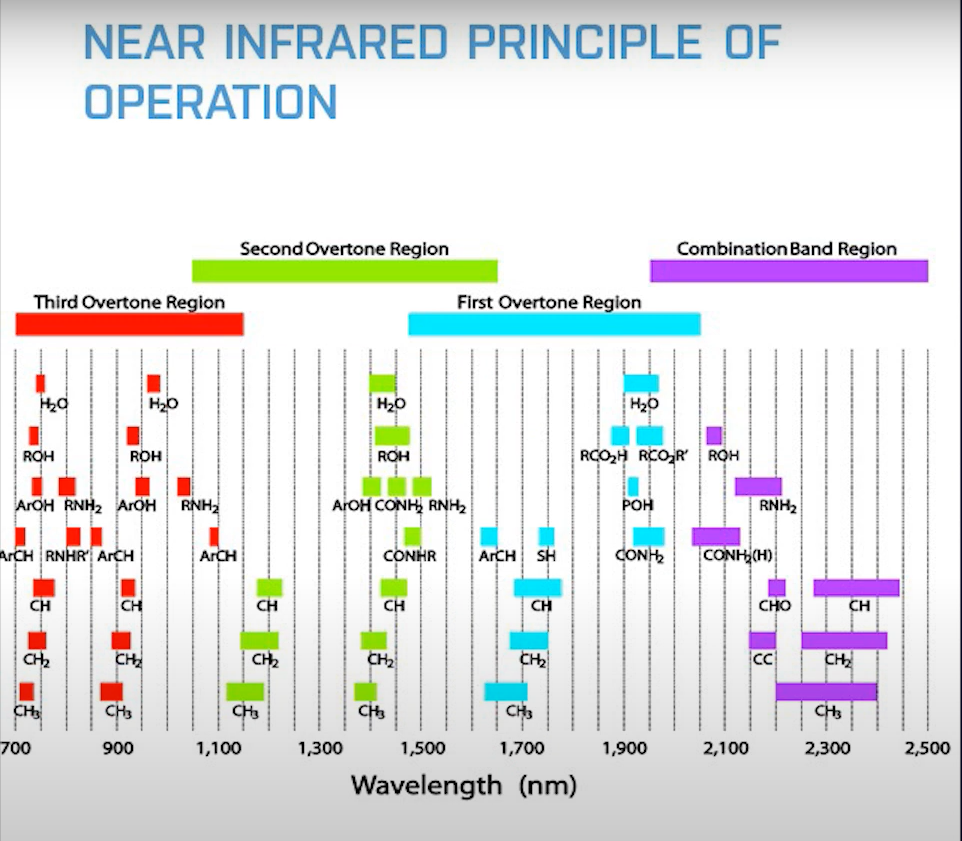 NEAR INFRARED PRINCIPLE OF
OPERATION
Second Overtone Region
Combination Band Region
Third Overtone Region
First Overtone Region
H₂O H₂O H₂O H₂O
ROH ROH ROH RCO₂H RCO₂R' ROH
ArOH RNH₂ ArOH RNH₂ ArOH CONH₂ RNH₂ POH RNH₂
ArCH RNHR' ArCH ArCH CONHR ArCH SH CONH₂ CONH₂(H)
CH CH CH CH CH CHO CH
CH₂ CH₂ CH₂ CH₂ CH₂ CC CH₂
CH₃ CH₃ CH₃ CH₃ CH₃ CH₃
700 900 1,100 1,300 1,500 1,700 1,900 2,100 2,300 2,500
Wavelength (nm)